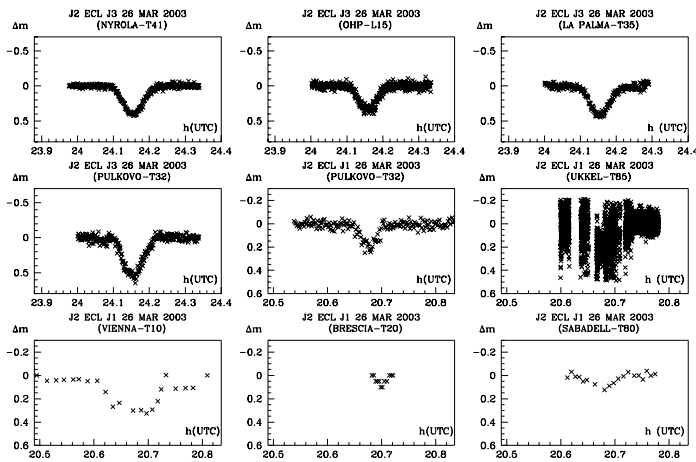 J2 ECL J3 26 MAR 2003
(NYROLA-T41)
Δm
-0.5
0
0.5
h(UTC)
23.9 24 24.1 24.2 24.3 24.4
J2 ECL J3 26 MAR 2003
(OHP-L15)
Δm
-0.5
0
0.5
h(UTC)
23.9 24 24.1 24.2 24.3 24.4
J2 ECL J3 26 MAR 2003
(LA PALMA-T35)
Δm
-0.5
0
0.5
h (UTC)
23.9 24 24.1 24.2 24.3 24.4
J2 ECL J3 26 MAR 2003
(PULKOVO-T32)
Δm
-0.5
0
0.5
h(UTC)
23.9 24 24.1 24.2 24.3 24.4
J2 ECL J1 26 MAR 2003
(PULKOVO-T32)
Δm
-0.2
0
0.2
0.4
0.6
h(UTC)
20.5 20.6 20.7 20.8
J2 ECL J1 26 MAR 2003
(UKKEL-T85)
Δm
-0.2
0
0.2
0.4
0.6
h (UTC)
20.5 20.6 20.7 20.8
J2 ECL J1 26 MAR 2003
(VIENNA-T10)
Δm
-0.2
0
0.2
0.4
0.6
h(UTC)
20.5 20.6 20.7 20.8
J2 ECL J1 26 MAR 2003
(BRESCIA-T20)
Δm
-0.2
0
0.2
0.4
0.6
h(UTC)
20.5 20.6 20.7 20.8
J2 ECL J1 26 MAR 2003
(SABADELL-T80)
Δm
-0.2
0
0.2
0.4
0.6
h (UTC)
20.5 20.6 20.7 20.8